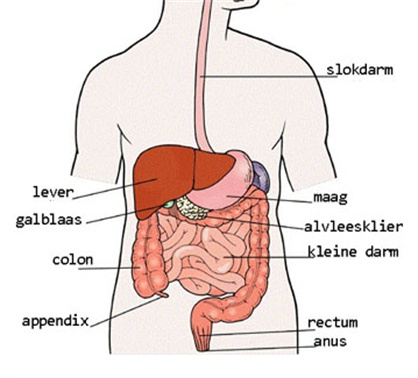 slokdarm
lever
maag
galblaas
alvleesklier
kleine darm
colon
appendix
rectum
anus